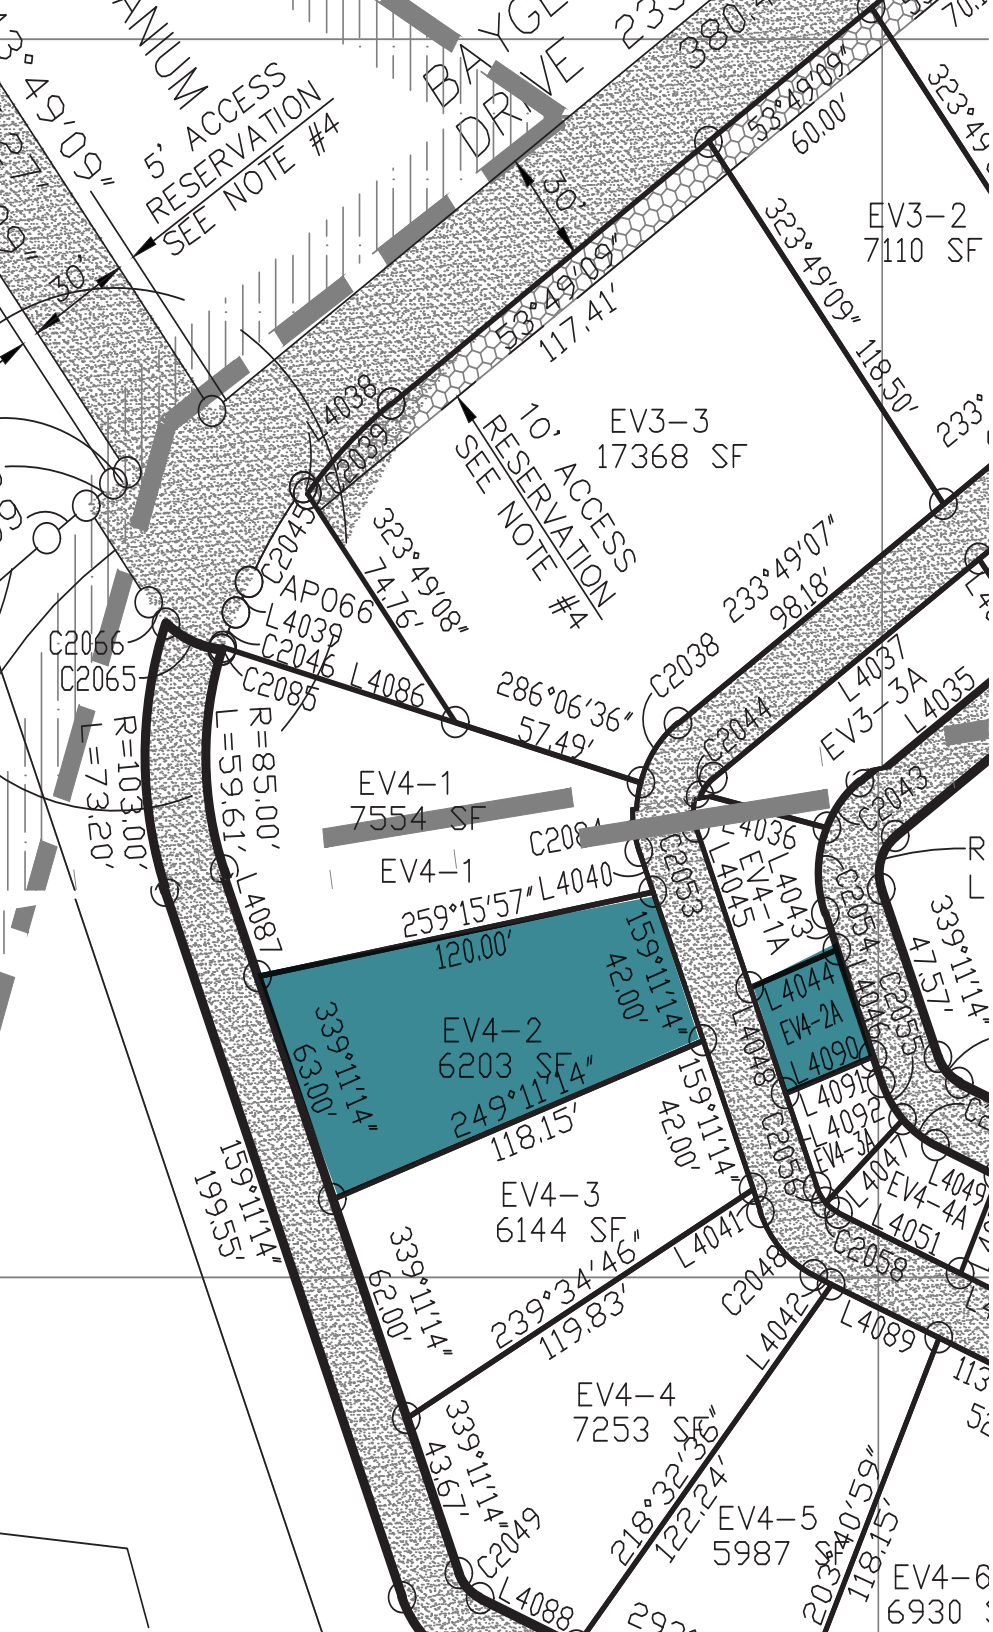 5' ACCESS
RESERVATION
SEE NOTE #4
30'
30'
53°49'09"
60.00'
53°49'09"
117.41'
EV3-2
7110 SF
323°49'09"
118.50'
L4038
C2039
10' ACCESS
RESERVATION
SEE NOTE #4
EV3-3
17368 SF
C2045
323°49'08"
74.76'
CAP066
L4039
C2046
C2085
L4086
C2066
C2065
233°49'07"
98.18'
286°06'36"
57.49'
C2038
C2044
L4037
EV3-3A
L4035
R=103.00'
L=73.20'
R=85.00'
L=59.61'
EV4-1
7554 SF
EV4-1
L4040
C2053
L4036
L4045
EV4-1A
L4043
C2043
C2054
L4087
259°15'57"
120.00'
159°11'14"
42.00'
339°11'14"
63.00'
EV4-2
6203 SF
249°11'14"
118.15'
L4044
EV4-2A
L4090
L4048
L4046
C2055
339°11'14"
47.57'
L4091
L4092
EV4-3A
L4047
EV4-4A
L4049
L4051
C2056
C2058
159°11'14"
42.00'
159°11'14"
199.55'
EV4-3
6144 SF
339°11'14"
62.00'
239°34'46"
119.83'
L4041
C2048
L4042
L4089
EV4-4
7253 SF
339°11'14"
43.67'
218°32'36"
122.24'
C2049
L4088
EV4-5
5987 SF
203°40'59"
118.15'
EV4-6
6930